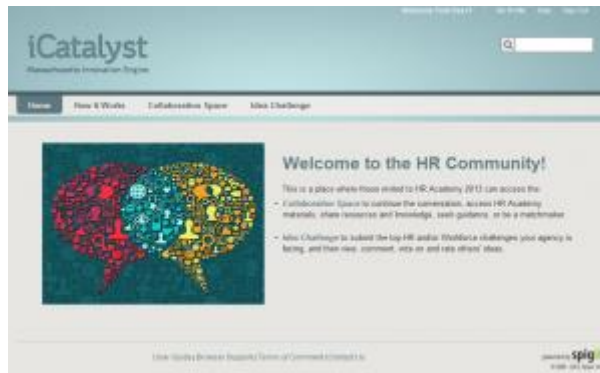 iCatalyst
Massachusetts Innovation Engine
Home How It Works Collaboration Space Idea Challenge
Welcome to the HR Community!
This is a place where those invited to HR Academy 2013 can access the
Collaboration Space to continue the conversation, access HR Academy
materials, share resources and knowledge, seek guidance, or be a matchmaker
Idea Challenge to submit the top HR and/or Workforce challenges your agency is
facing, and then view, comment, vote on and rate others' ideas.
powered by spig